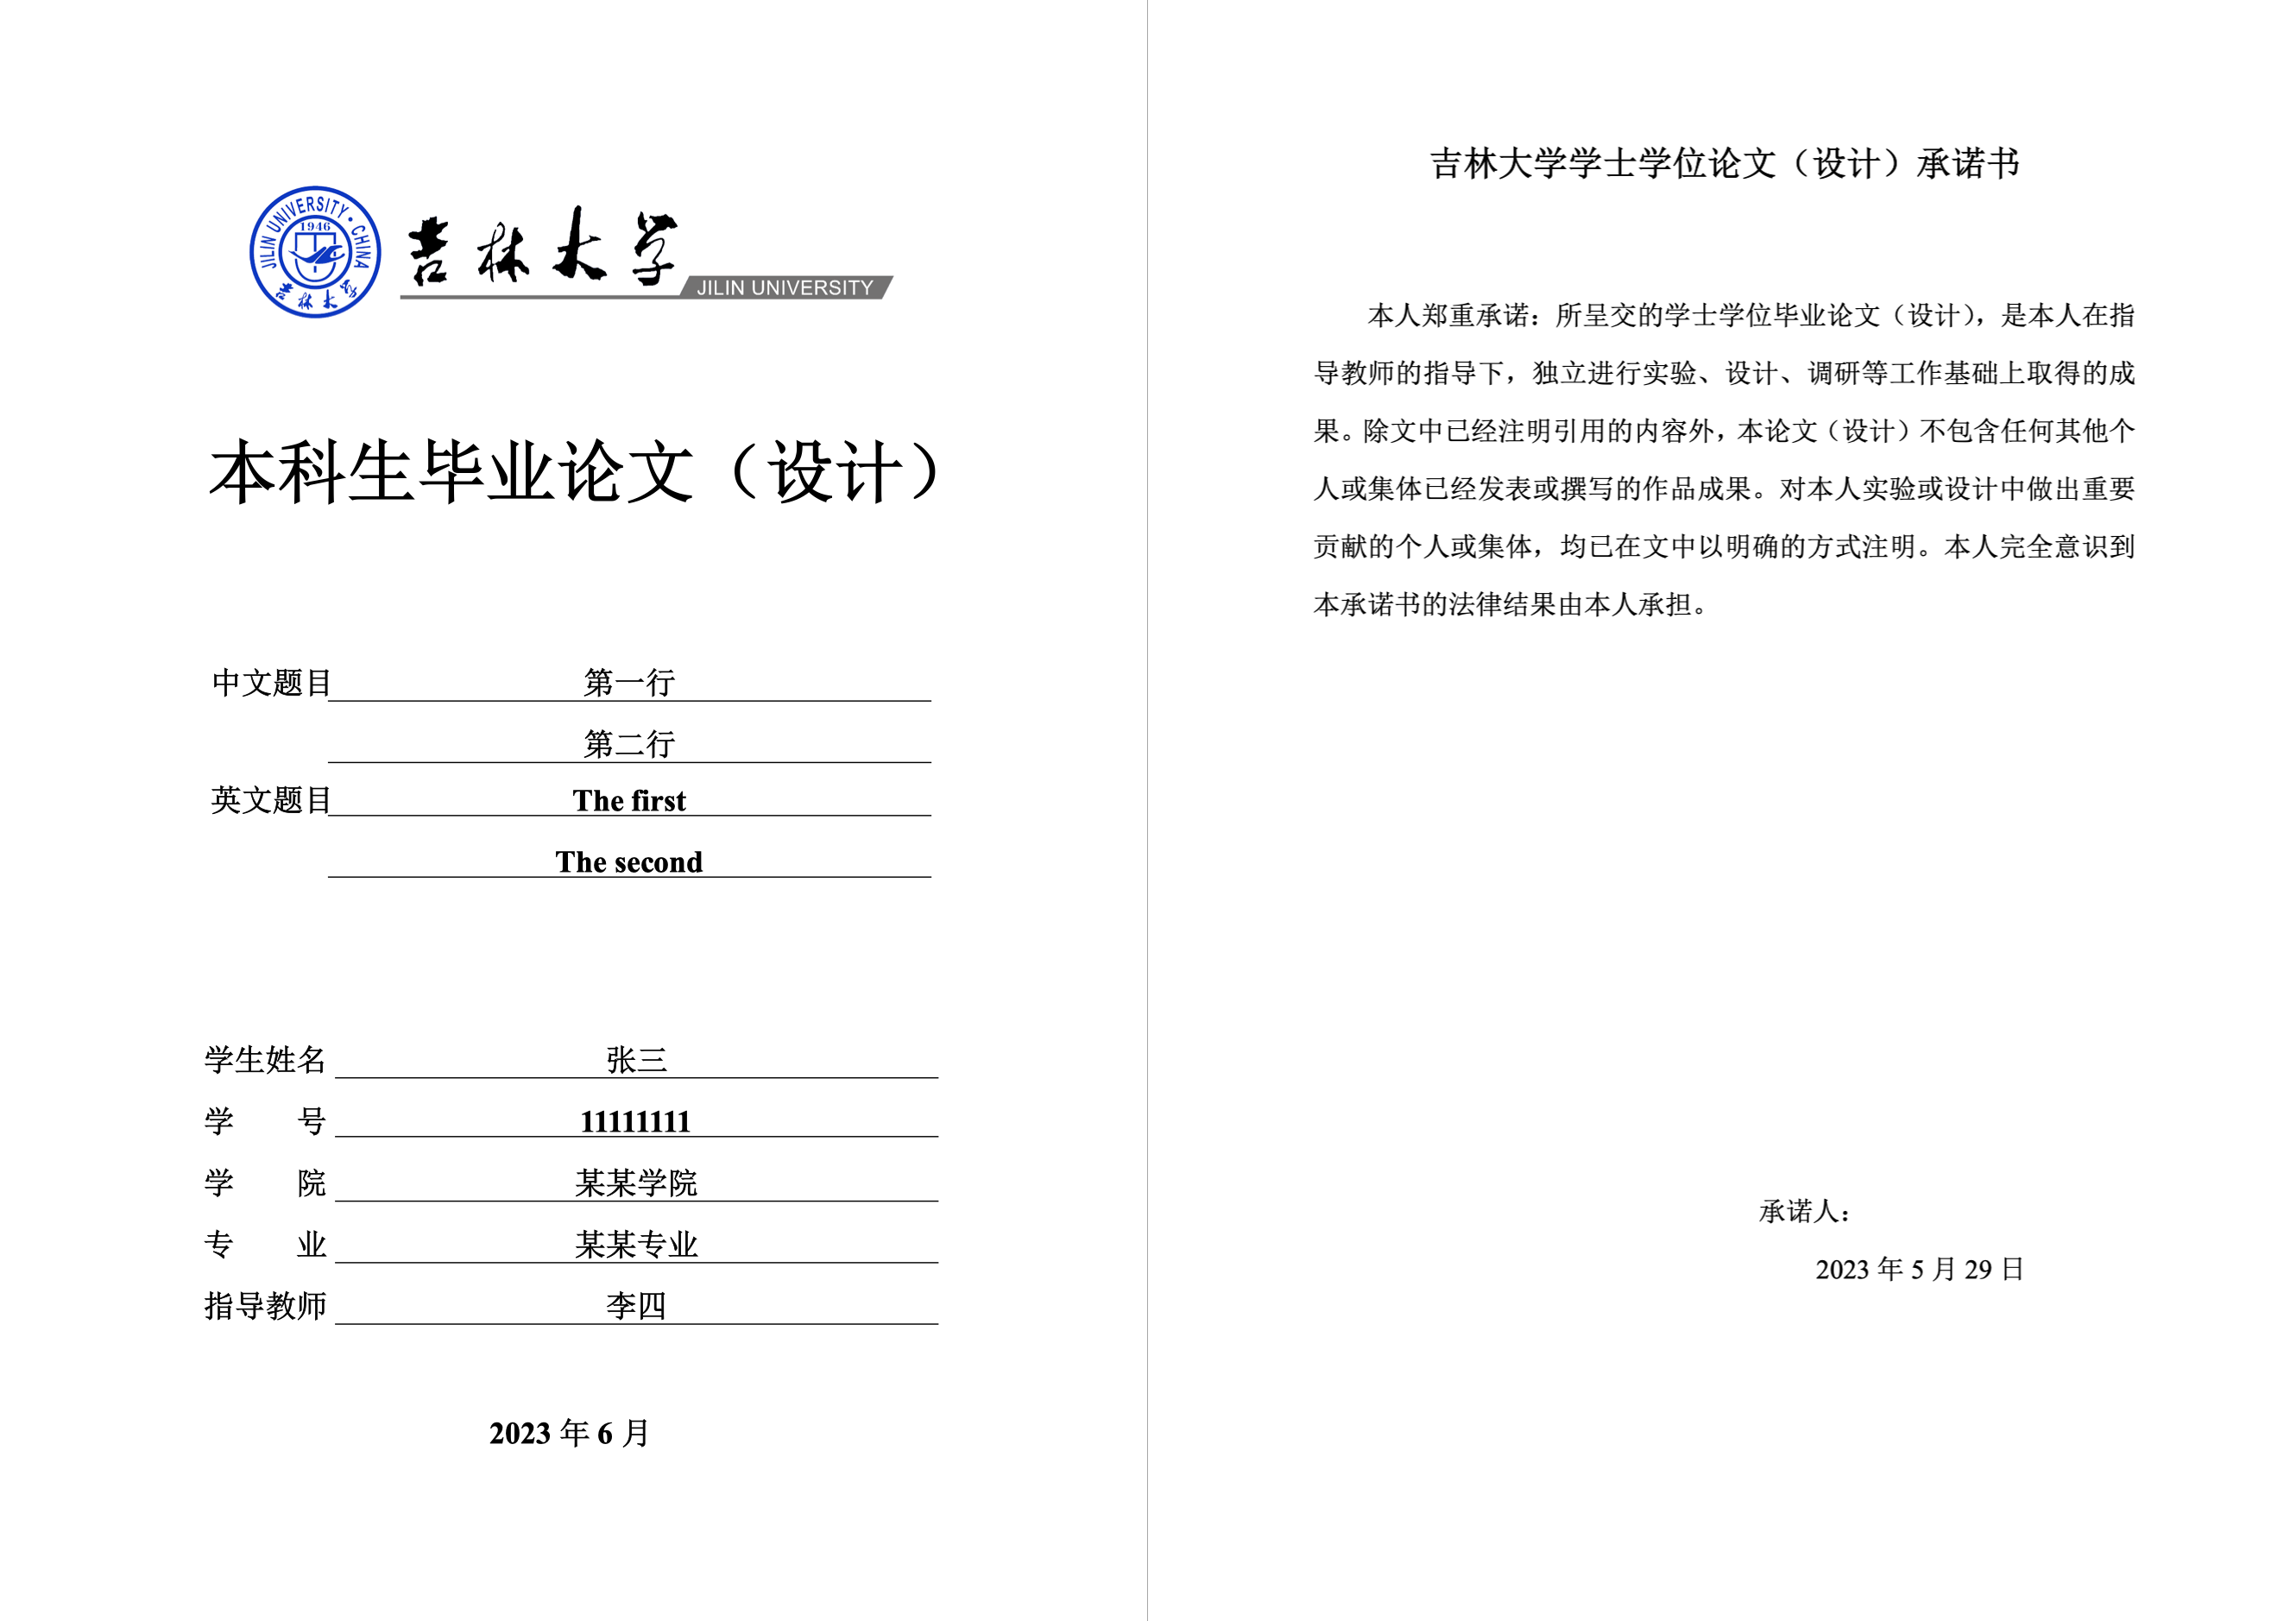 JILIN UNIVERSITY·CHINA
1946
吉林大学
吉林大学
JILIN UNIVERSITY
本科生毕业论文（设计）
中文题目 第一行
第二行
英文题目 The first
The second
学生姓名 张三
学 号 11111111
学 院 某某学院
专 业 某某专业
指导教师 李四
2023 年 6 月
吉林大学学士学位论文（设计）承诺书
本人郑重承诺：所呈交的学士学位毕业论文（设计），是本人在指
导教师的指导下，独立进行实验、设计、调研等工作基础上取得的成
果。除文中已经注明引用的内容外，本论文（设计）不包含任何其他个
人或集体已经发表或撰写的作品成果。对本人实验或设计中做出重要
贡献的个人或集体，均已在文中以明确的方式注明。本人完全意识到
本承诺书的法律结果由本人承担。
承诺人：
2023 年 5 月 29 日